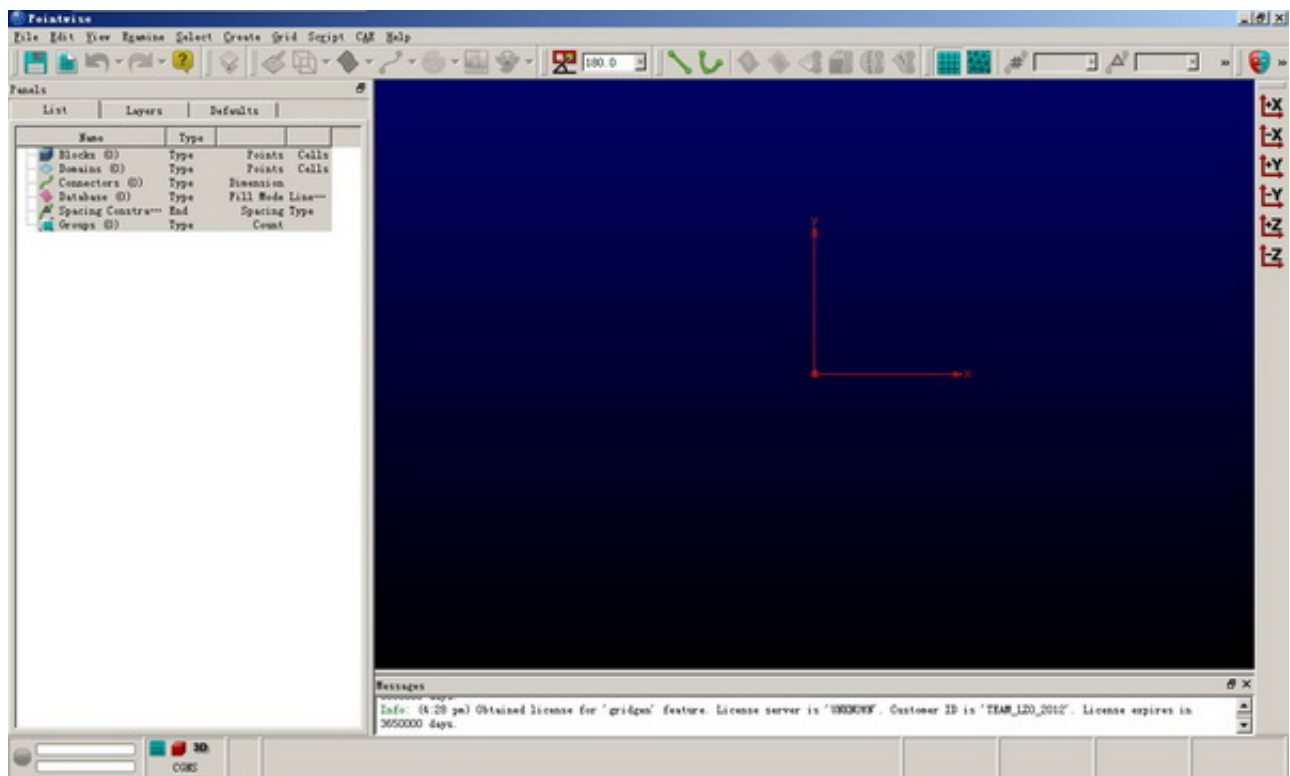 Pointwise
File Edit View Examine Select Create Grid Script CAE Help
180.0
Panels
List Layers Defaults
Name Type
Blocks (0) Type Points Cells
Domains (0) Type Points Cells
Connectors (0) Type Dimension
Database (0) Type Fill Mode Line...
Spacing Constra... End Spacing Type
Groups (0) Type Count
y
x
+X
-X
+Y
-Y
+Z
-Z
Messages
Info: (4:28 pm) Obtained license for 'gridgen' feature. License server is 'UNKNOWN'. Customer ID is 'TEAM_LZO_2012'. License expires in
3650000 days.
3D
CGNS